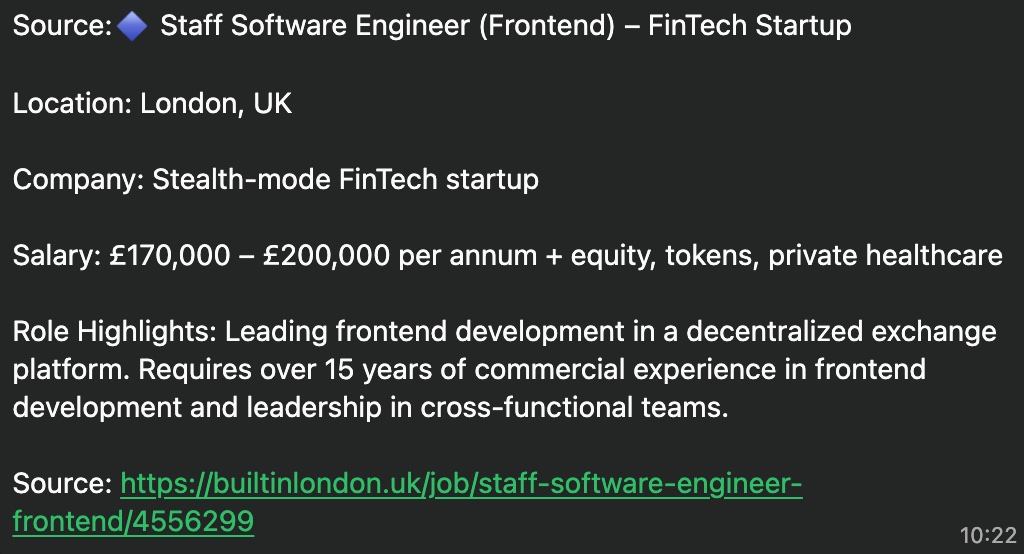 Source:🔷 Staff Software Engineer (Frontend) – FinTech Startup
Location: London, UK
Company: Stealth-mode FinTech startup
Salary: £170,000 – £200,000 per annum + equity, tokens, private healthcare
Role Highlights: Leading frontend development in a decentralized exchange
platform. Requires over 15 years of commercial experience in frontend
development and leadership in cross-functional teams.
Source: https://builtinlondon.uk/job/staff-software-engineer-
frontend/4556299
10:22